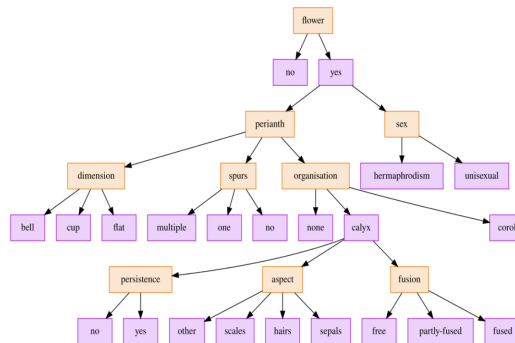 flower
no yes
perianth sex
dimension spurs organisation hermaphrodism unisexual
bell cup flat multiple one no none calyx corol
persistence aspect fusion
no yes other scales hairs sepals free partly-fused fused